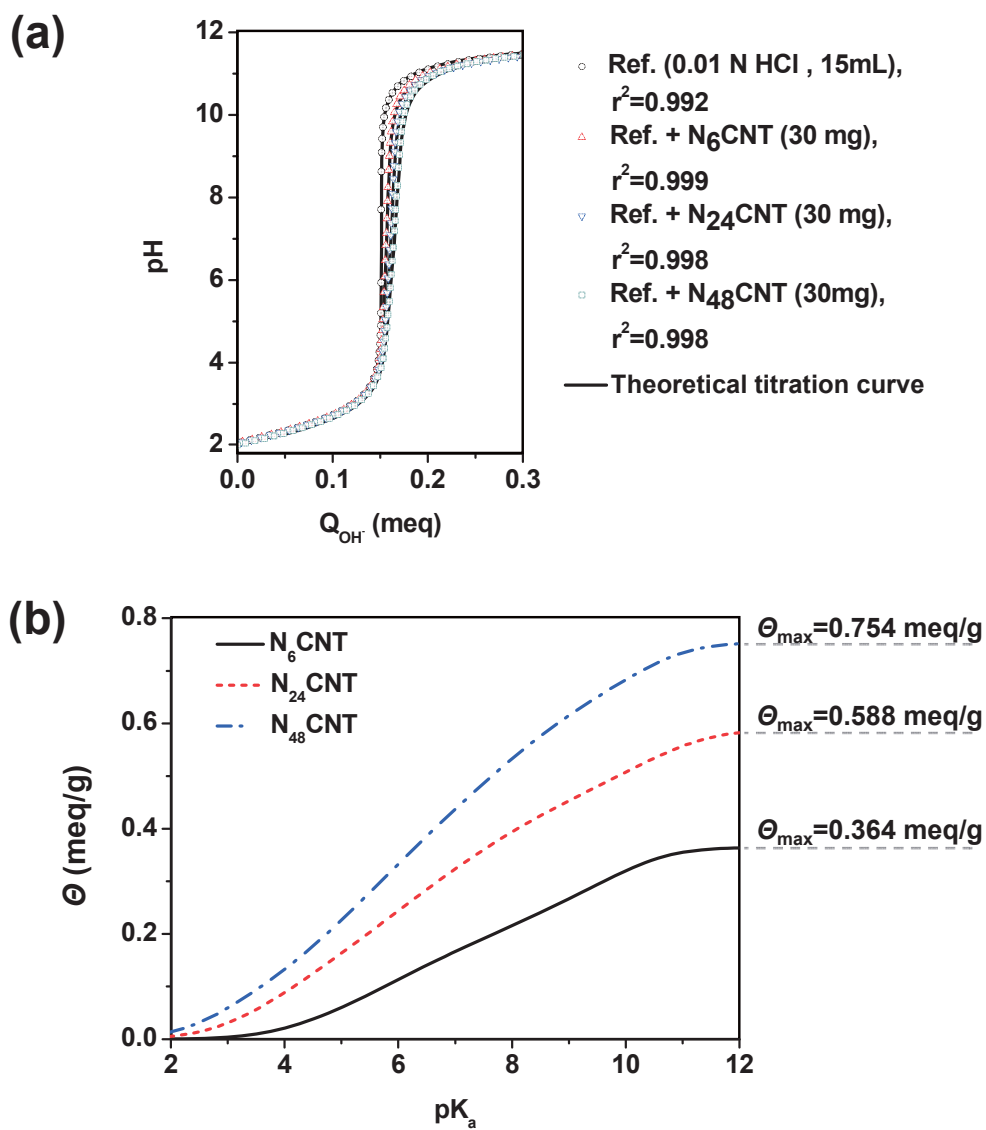 (a)
12
10
8
6
4
2
pH
0.0 0.1 0.2 0.3
Q_OH- (meq)
Ref. (0.01 N HCl , 15mL),
r²=0.992
Ref. + N₆CNT (30 mg),
r²=0.999
Ref. + N₂₄CNT (30 mg),
r²=0.998
Ref. + N₄₈CNT (30mg),
r²=0.998
Theoretical titration curve
(b)
0.8
0.6
0.4
0.2
0.0
Θ (meq/g)
N₆CNT
N₂₄CNT
N₄₈CNT
Θmax=0.754 meq/g
Θmax=0.588 meq/g
Θmax=0.364 meq/g
2 4 6 8 10 12
pKₐ